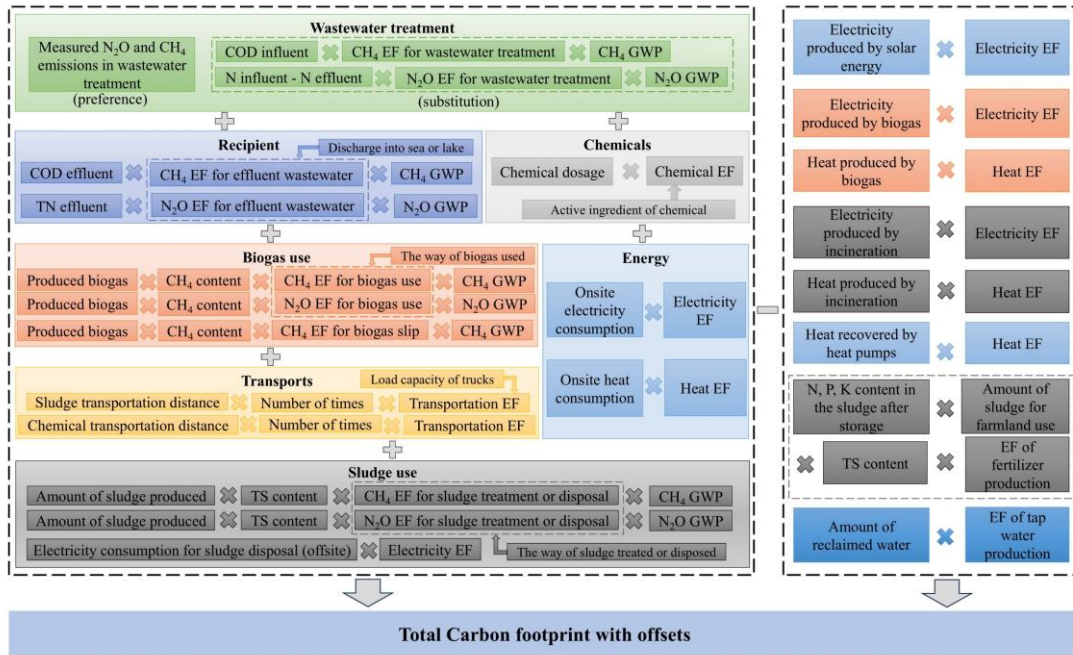 Wastewater treatment
Measured N₂O and CH₄
emissions in wastewater
treatment
(preference)
COD influent ✖ CH₄ EF for wastewater treatment ✖ CH₄ GWP
N influent - N effluent ✖ N₂O EF for wastewater treatment ✖ N₂O GWP
(substitution)
+ +
Recipient
Discharge into sea or lake
COD effluent ✖ CH₄ EF for effluent wastewater ✖ CH₄ GWP
TN effluent ✖ N₂O EF for effluent wastewater ✖ N₂O GWP
Chemicals
Chemical dosage ✖ Chemical EF
Active ingredient of chemical
+ +
Biogas use
The way of biogas used
Produced biogas ✖ CH₄ content ✖ CH₄ EF for biogas use ✖ CH₄ GWP
Produced biogas ✖ CH₄ content ✖ N₂O EF for biogas use ✖ N₂O GWP
Produced biogas ✖ CH₄ content ✖ CH₄ EF for biogas slip ✖ CH₄ GWP
+
Transports
Load capacity of trucks
Sludge transportation distance ✖ Number of times ✖ Transportation EF
Chemical transportation distance ✖ Number of times ✖ Transportation EF
Energy
Onsite
electricity
consumption
✖
Electricity
EF
Onsite heat
consumption
✖
Heat EF
+
Sludge use
Amount of sludge produced ✖ TS content ✖ CH₄ EF for sludge treatment or disposal ✖ CH₄ GWP
Amount of sludge produced ✖ TS content ✖ N₂O EF for sludge treatment or disposal ✖ N₂O GWP
Electricity consumption for sludge disposal (offsite) ✖ Electricity EF
The way of sludge treated or disposed
−
Electricity
produced by solar
energy
✖
Electricity EF
Electricity
produced by biogas
✖
Electricity EF
Heat produced by
biogas
✖
Heat EF
Electricity
produced by
incineration
✖
Electricity EF
Heat produced by
incineration
✖
Heat EF
Heat recovered by
heat pumps
✖
Heat EF
N, P, K content in
the sludge after
storage
✖
Amount of
sludge for
farmland use
✖
TS content
✖
EF of
fertilizer
production
Amount of
reclaimed water
✖
EF of tap
water
production
Total Carbon footprint with offsets